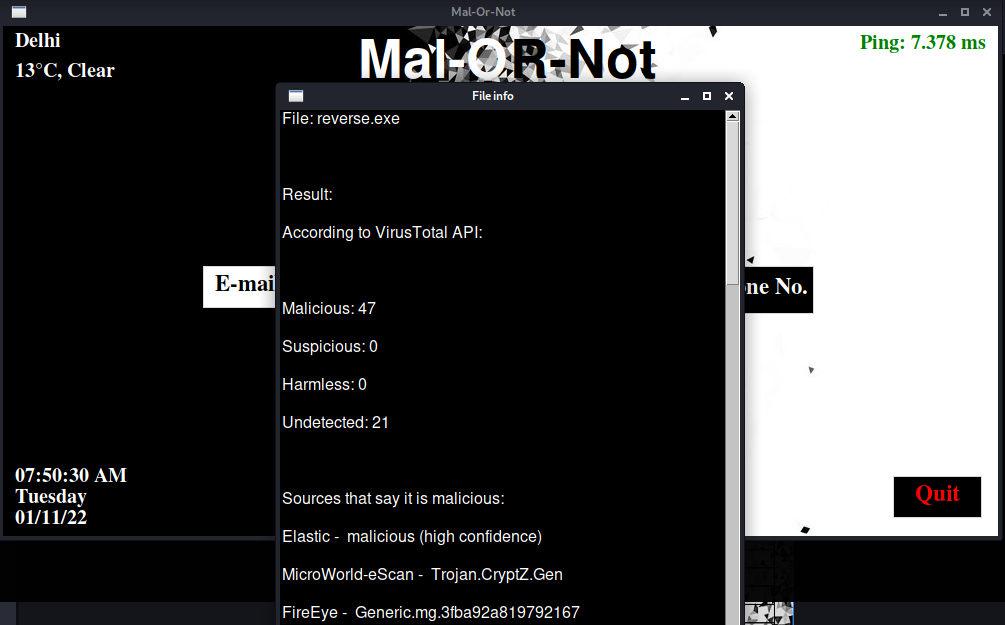 Mal-Or-Not
Delhi
13°C, Clear
Mal-OR-Not
Ping: 7.378 ms
File info
File: reverse.exe
Result:
According to VirusTotal API:
E-mai
ne No.
Malicious: 47
Suspicious: 0
Harmless: 0
Undetected: 21
07:50:30 AM
Tuesday
01/11/22
Quit
Sources that say it is malicious:
Elastic - malicious (high confidence)
MicroWorld-eScan - Trojan.CryptZ.Gen
FireEye - Generic.mg.3fba92a819792167